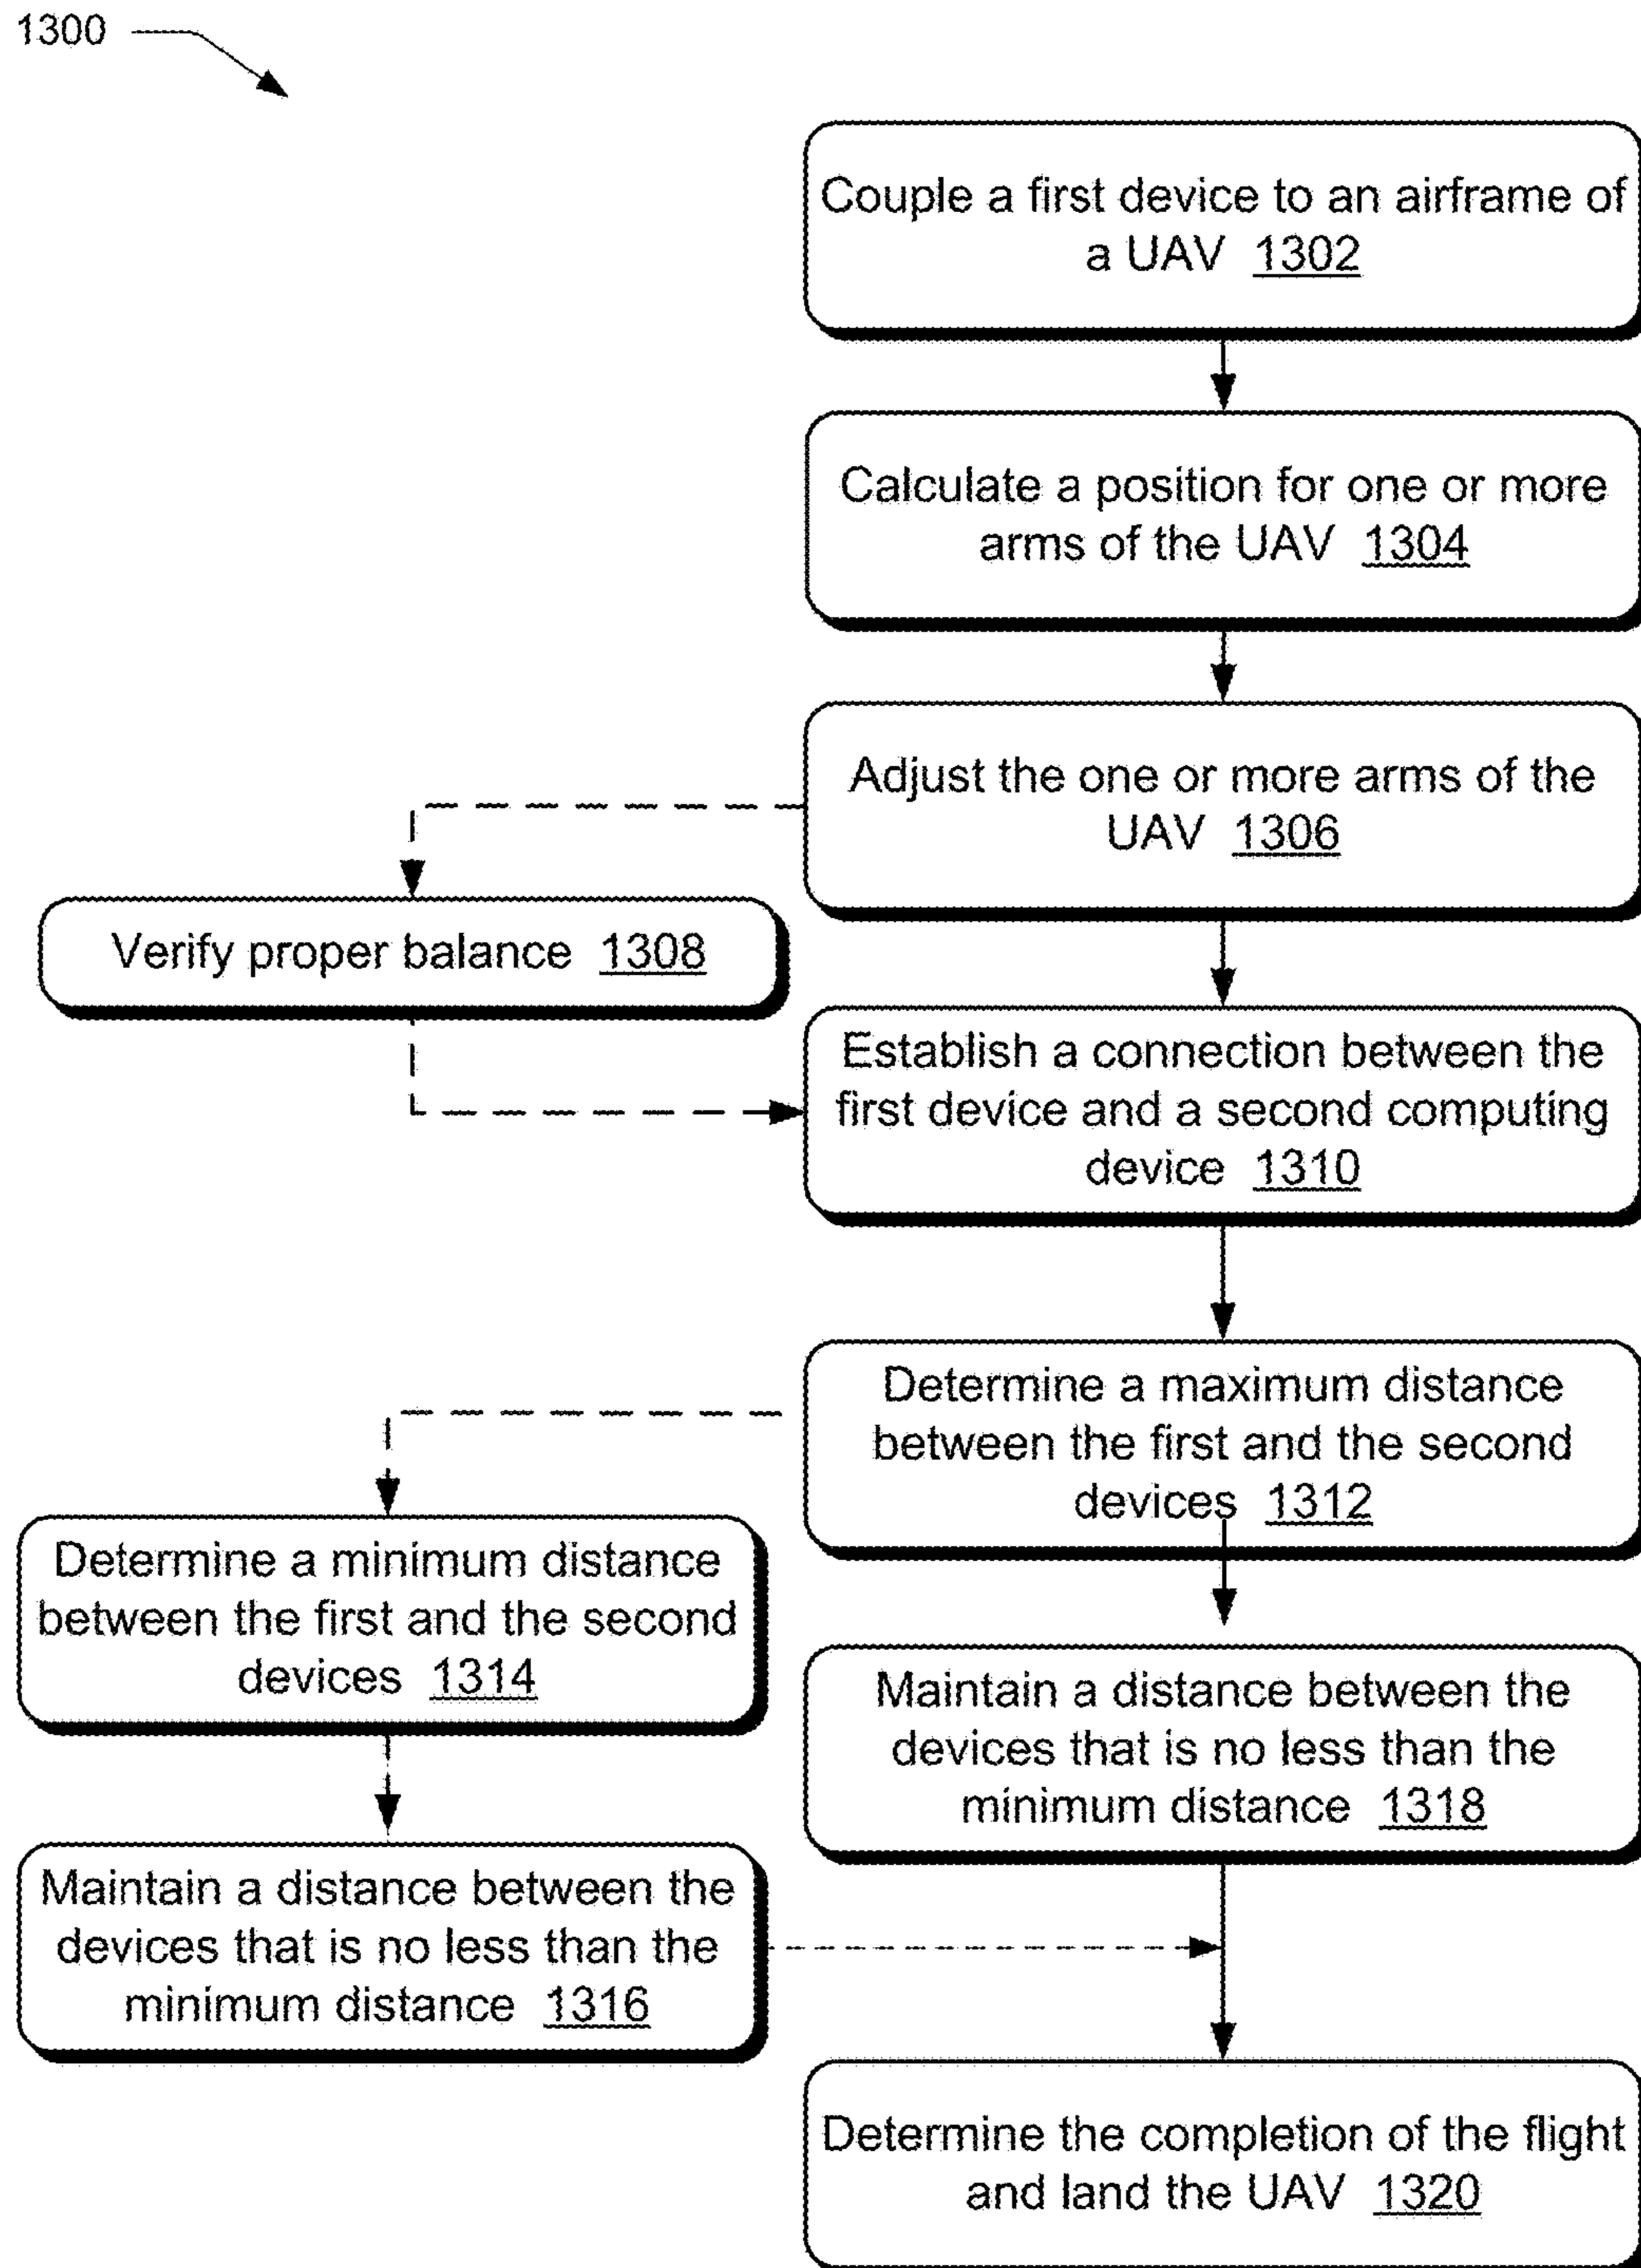 1300
Couple a first device to an airframe of
a UAV 1302
Calculate a position for one or more
arms of the UAV 1304
Adjust the one or more arms of the
UAV 1306
Verify proper balance 1308
Establish a connection between the
first device and a second computing
device 1310
Determine a maximum distance
between the first and the second
devices 1312
Determine a minimum distance
between the first and the second
devices 1314
Maintain a distance between the
devices that is no less than the
minimum distance 1318
Maintain a distance between the
devices that is no less than the
minimum distance 1316
Determine the completion of the flight
and land the UAV 1320